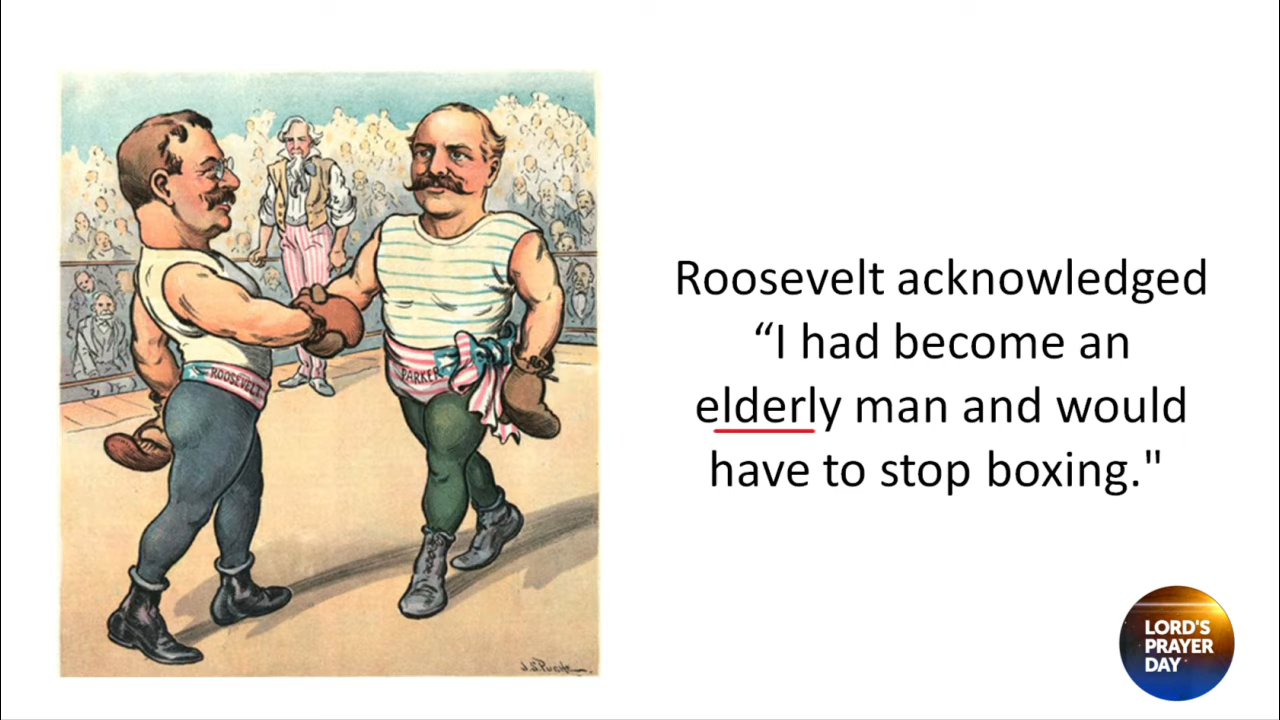 ROOSEVELT
PARKER
Roosevelt acknowledged
“I had become an
elderly man and would
have to stop boxing."
LORD'S
PRAYER
DAY